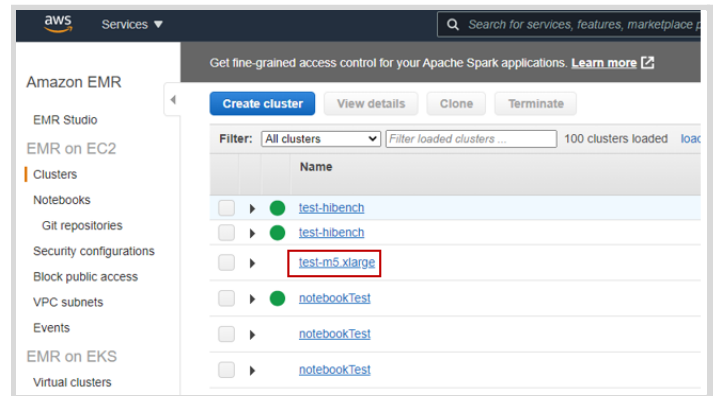 aws Services ▼
Search for services, features, marketplace p
Get fine-grained access control for your Apache Spark applications. Learn more
Amazon EMR
EMR Studio
EMR on EC2
Clusters
Notebooks
Git repositories
Security configurations
Block public access
VPC subnets
Events
EMR on EKS
Virtual clusters
Create cluster View details Clone Terminate
Filter: All clusters Filter loaded clusters ... 100 clusters loaded loac
Name
test-hibench
test-hibench
test-m5.xlarge
notebookTest
notebookTest
notebookTest